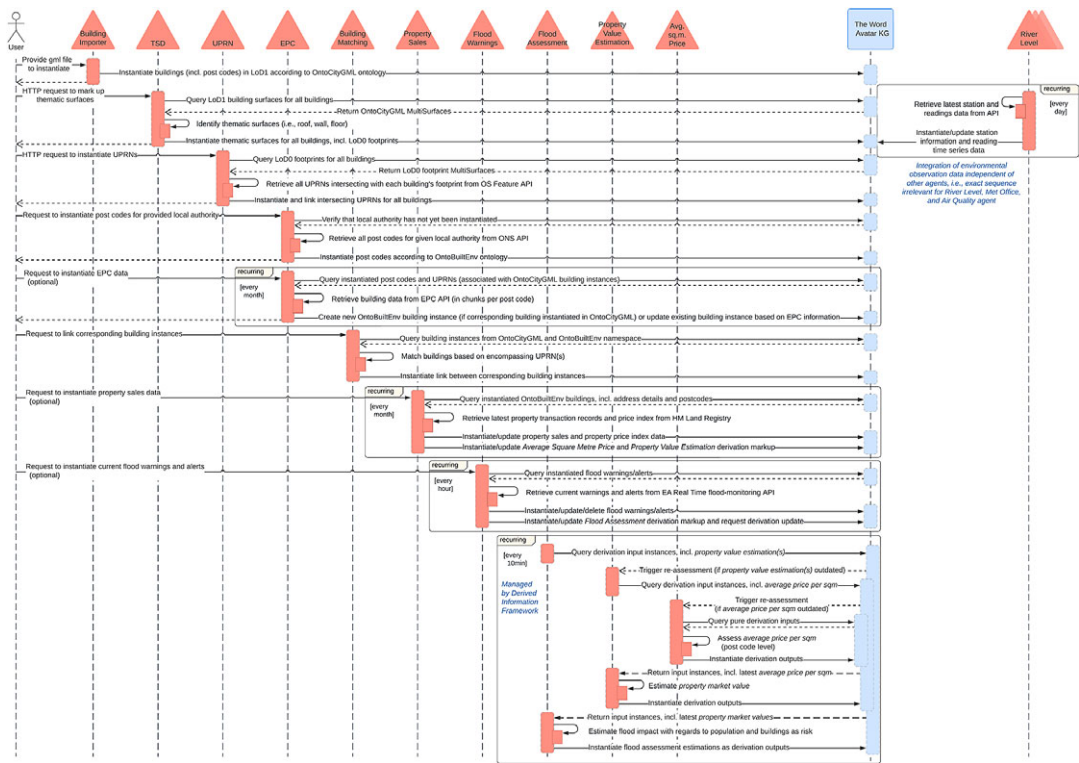 User
Building
Importer
TSD
UPRN
EPC
Building
Matching
Property
Sales
Flood
Warnings
Flood
Assessment
Property
Value
Estimation
Avg.
sq.m.
Price
The Word
Avatar KG
River
Level
Provide gml file
to instantiate
Instantiate buildings (incl. post codes) in LoD1 according to OntoCityGML ontology
HTTP request to mark up
thematic surfaces
Query LoD1 building surfaces for all buildings
Return OntoCityGML MultiSurfaces
Identify thematic surfaces (i.e., roof, wall, floor)
Instantiate thematic surfaces for all buildings, incl. LoD0 footprints
recurring
[every
day]
Retrieve latest station and
readings data from API
Instantiate/update station
information and reading
time series data
Integration of environmental
observation data independent of
other agents, i.e., exact sequence
irrelevant for River Level, Met Office,
and Air Quality agent
HTTP request to instantiate UPRNs
Query LoD0 footprints for all buildings
Return LoD0 footprint MultiSurfaces
Retrieve all UPRNs intersecting with each building's footprint from OS Feature API
Instantiate and link intersecting UPRNs for all buildings
Request to instantiate post codes for provided local authority
Verify that local authority has not yet been instantiated
Retrieve all post codes for given local authority from ONS API
Instantiate post codes according to OntoBuiltEnv ontology
Request to instantiate EPC data
(optional)
recurring
[every
month]
Query instantiated post codes and UPRNs (associated with OntoCityGML building instances)
Retrieve building data from EPC API (in chunks per post code)
Create new OntoBuiltEnv building instance (if corresponding building instantiated in OntoCityGML) or update existing building instance based on EPC information
Request to link corresponding building instances
Query building instances from OntoCityGML and OntoBuiltEnv namespace
Match buildings based on encompassing UPRN(s)
Instantiate link between corresponding building instances
Request to instantiate property sales data
(optional)
recurring
[every
month]
Query instantiated OntoBuiltEnv buildings, incl. address details and postcodes
Retrieve latest property transaction records and price index from HM Land Registry
Instantiate/update property sales and property price index data
Instantiate/update Average Square Metre Price and Property Value Estimation derivation markup
Request to instantiate current flood warnings and alerts
(optional)
recurring
[every
hour]
Query instantiated flood warnings/alerts
Retrieve current warnings and alerts from EA Real Time flood-monitoring API
Instantiate/update/delete flood warnings/alerts
Instantiate/update Flood Assessment derivation markup and request derivation update
recurring
[every
10min]
Managed
by Derived
Information
Framework
Query derivation input instances, incl. property value estimation(s)
Trigger re-assessment (if property value estimation(s) outdated)
Query derivation input instances, incl. average price per sqm
Trigger re-assessment
(if average price per sqm outdated)
Query pure derivation inputs
Assess average price per sqm
(post code level)
Instantiate derivation outputs
Return input instances, incl. latest average price per sqm
Estimate property market value
Instantiate derivation outputs
Return input instances, incl. latest property market values
Estimate flood impact with regards to population and buildings as risk
Instantiate flood assessment estimations as derivation outputs